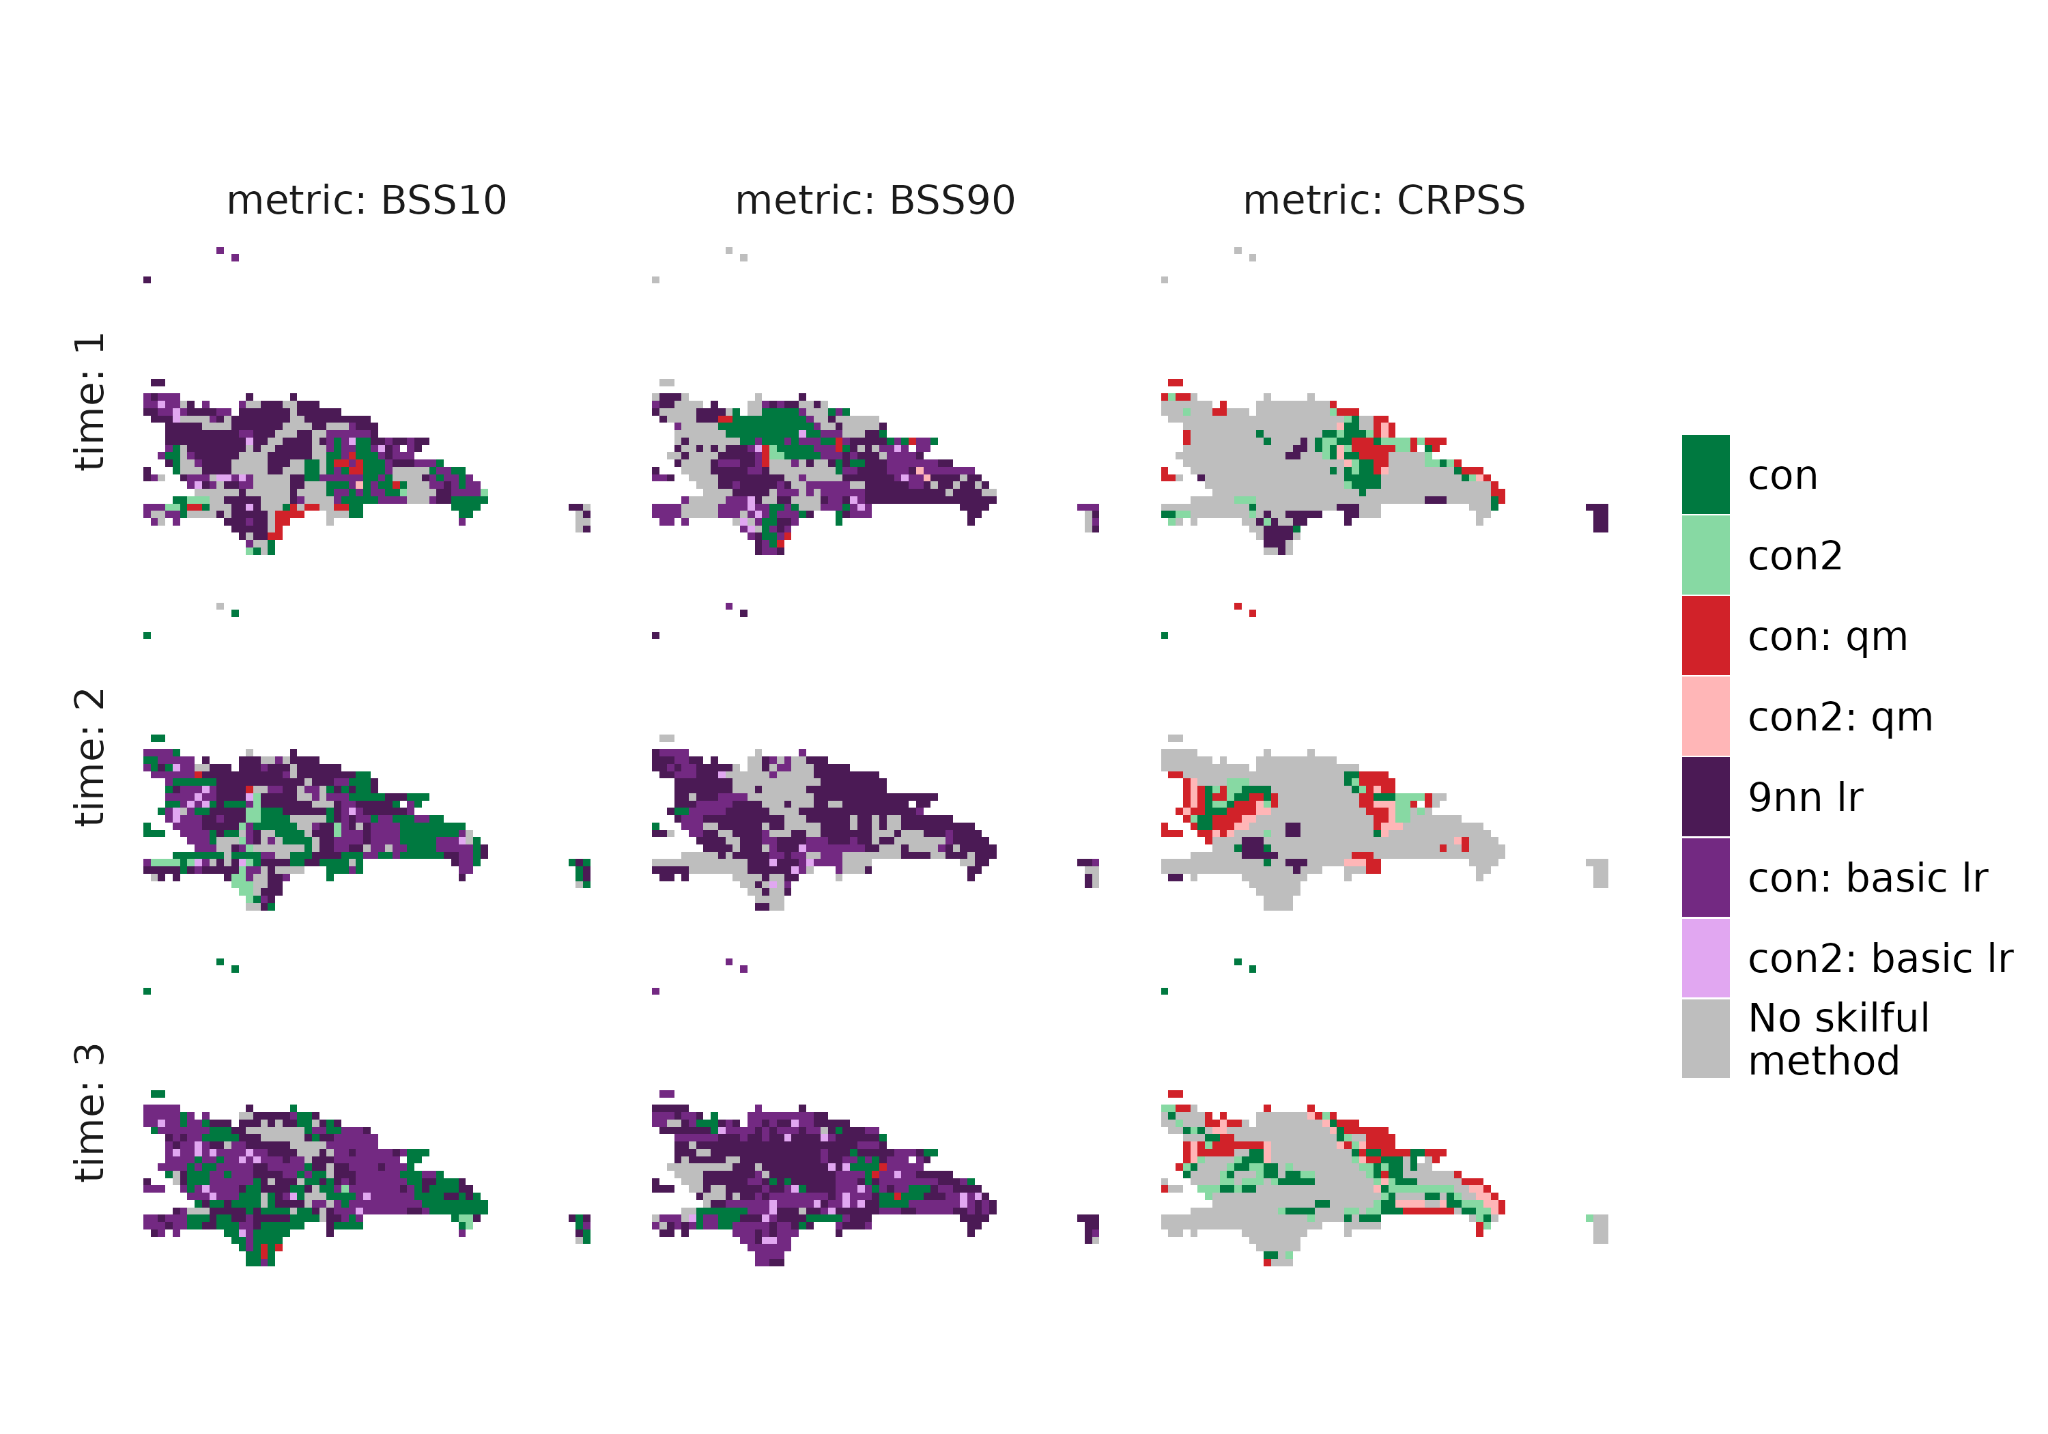 metric: BSS10
metric: BSS90
metric: CRPSS
time: 1
time: 2
time: 3
con
con2
con: qm
con2: qm
9nn lr
con: basic lr
con2: basic lr
No skilful
method